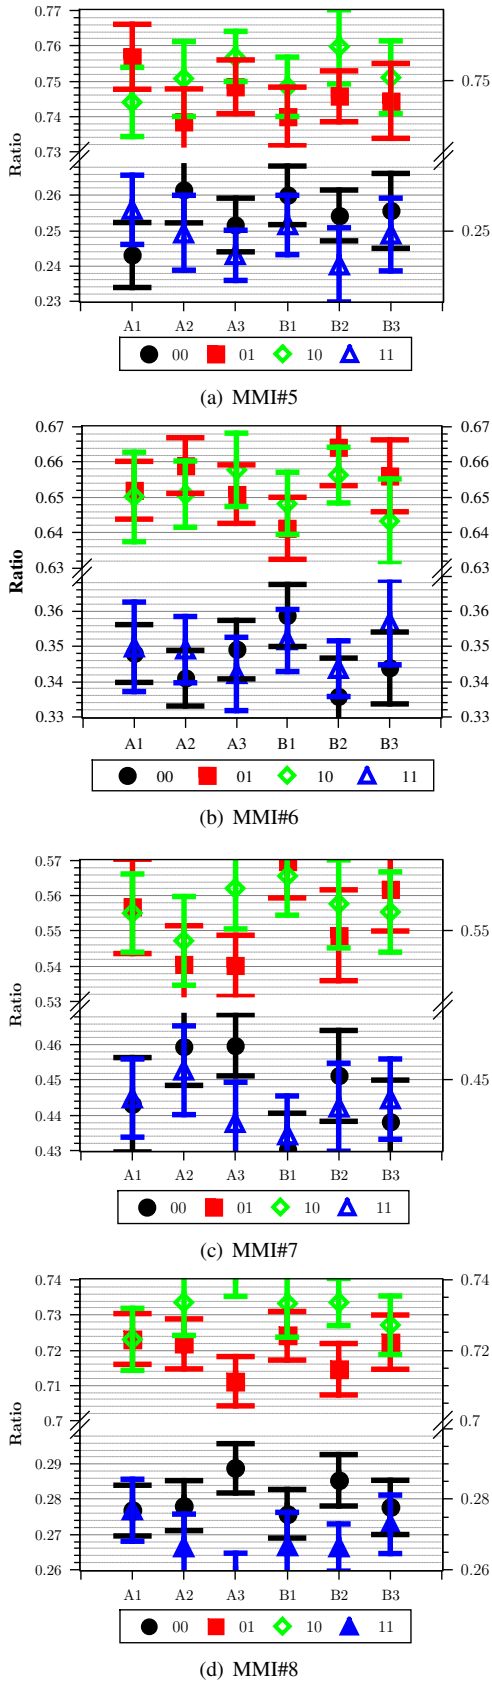 0.77
0.76
0.75 0.75
0.74
0.73
Ratio
0.26
0.25 0.25
0.24
0.23
A1 A2 A3 B1 B2 B3
00 01 10 11
(a) MMI#5
0.67 0.67
0.66 0.66
0.65 0.65
0.64 0.64
0.63 0.63
Ratio
0.36 0.36
0.35 0.35
0.34 0.34
0.33 0.33
A1 A2 A3 B1 B2 B3
00 01 10 11
(b) MMI#6
0.57
0.56
0.55 0.55
0.54
0.53
Ratio
0.46
0.45 0.45
0.44
0.43
A1 A2 A3 B1 B2 B3
00 01 10 11
(c) MMI#7
0.74 0.74
0.73
0.72 0.72
0.71
0.7 0.7
Ratio
0.29
0.28 0.28
0.27
0.26 0.26
A1 A2 A3 B1 B2 B3
00 01 10 11
(d) MMI#8